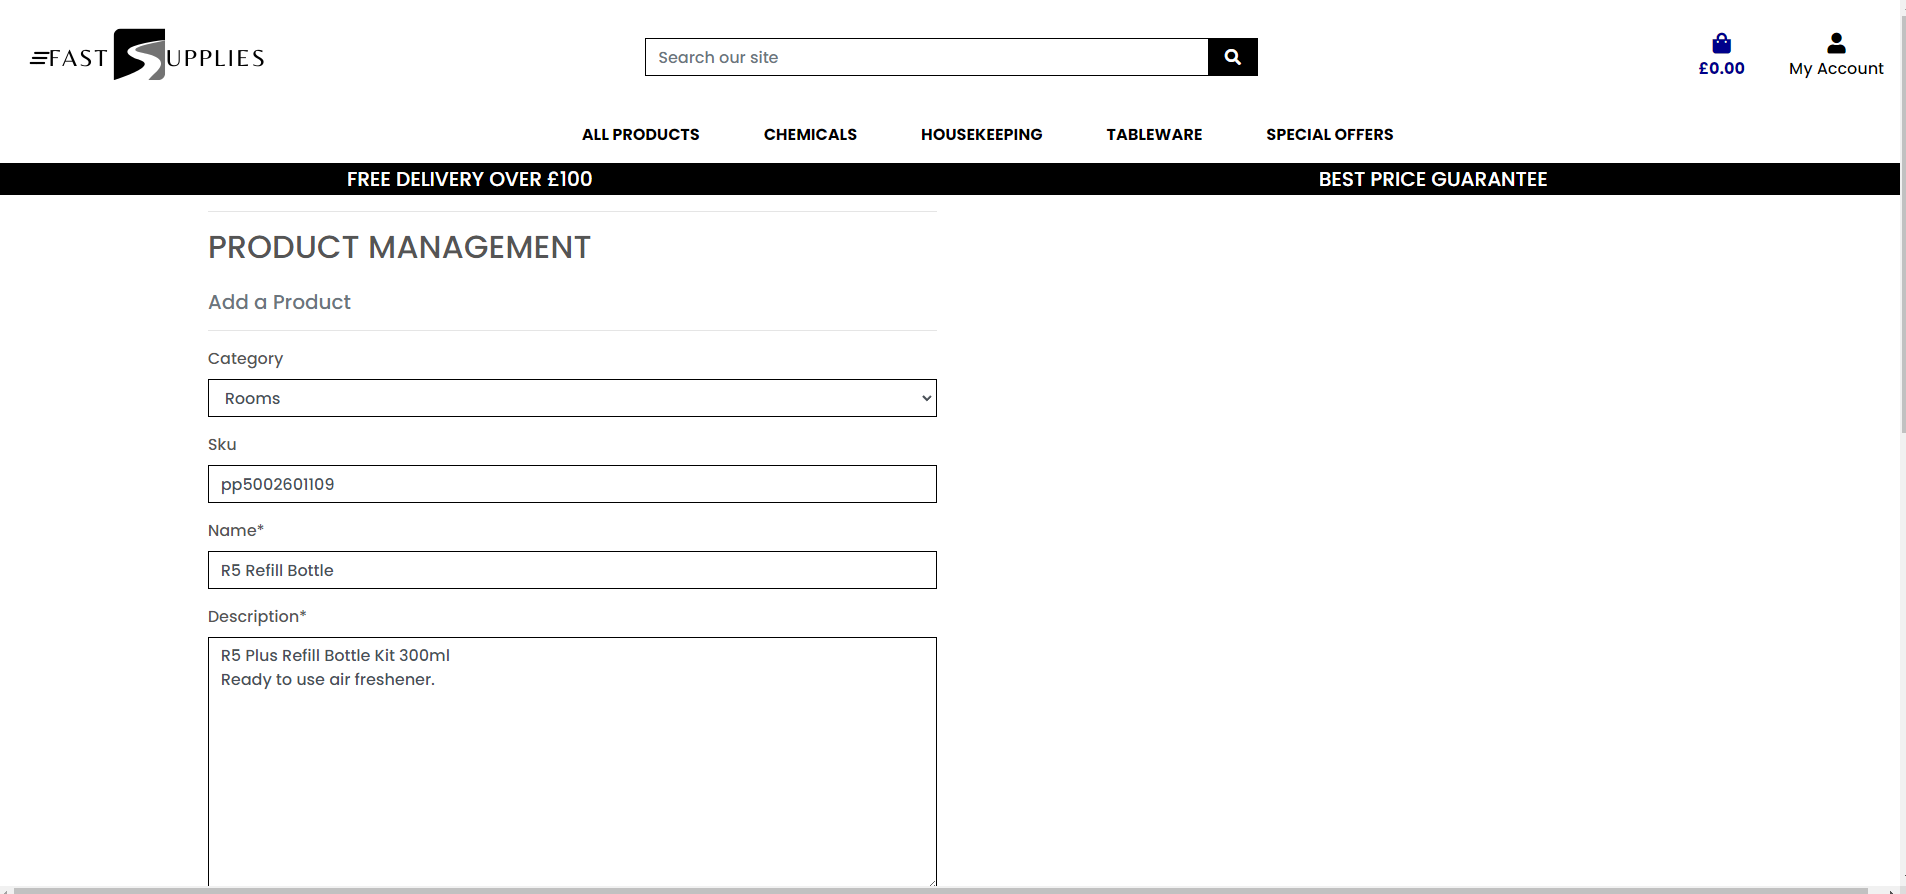 FAST SUPPLIES
Search our site
£0.00
My Account
ALL PRODUCTS
CHEMICALS
HOUSEKEEPING
TABLEWARE
SPECIAL OFFERS
FREE DELIVERY OVER £100
BEST PRICE GUARANTEE
PRODUCT MANAGEMENT
Add a Product
Category
Rooms
Sku
pp5002601109
Name*
R5 Refill Bottle
Description*
R5 Plus Refill Bottle Kit 300ml
Ready to use air freshener.